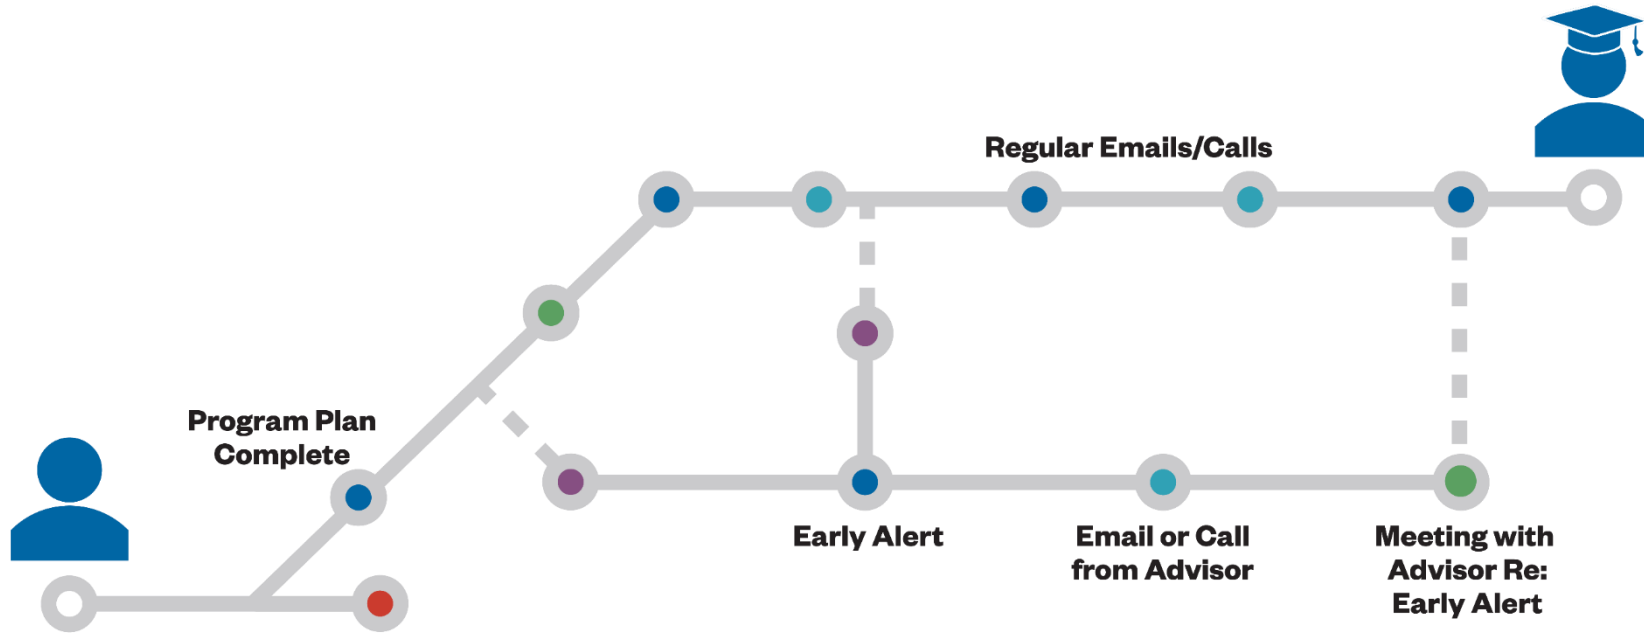 Regular Emails/Calls
Program Plan
Complete
Early Alert
Email or Call
from Advisor
Meeting with
Advisor Re:
Early Alert